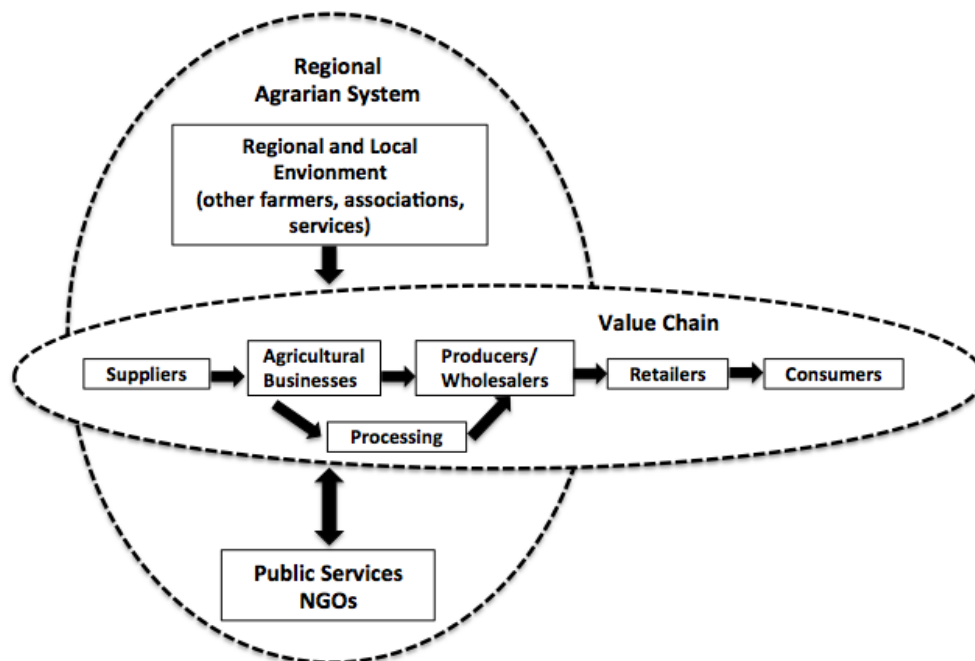 Regional
Agrarian System
Regional and Local
Envionment
(other farmers, associations,
services)
Value Chain
Suppliers
Agricultural
Businesses
Producers/
Wholesalers
Retailers
Consumers
Processing
Public Services
NGOs